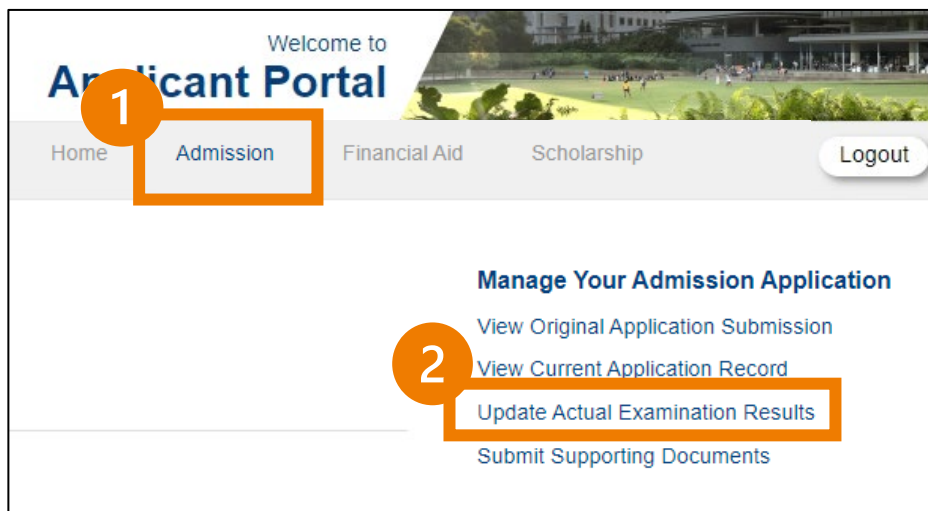 Welcome to
Applicant Portal
1
Home Admission Financial Aid Scholarship Logout
Manage Your Admission Application
View Original Application Submission
2
View Current Application Record
Update Actual Examination Results
Submit Supporting Documents